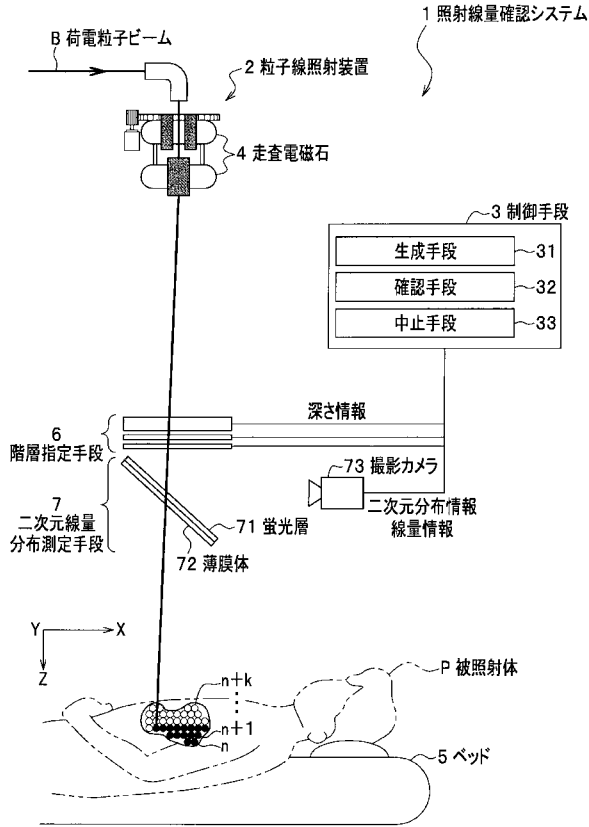 1 照射線量確認システム
B 荷電粒子ビーム
2 粒子線照射装置
4 走査電磁石
3 制御手段
生成手段 31
確認手段 32
中止手段 33
深さ情報
6
階層指定手段
73 撮影カメラ
二次元分布情報
線量情報
7
二次元線量
分布測定手段
71 蛍光層
72 薄膜体
Y X
Z
n+k
n+1
n
P 被照射体
5 ベッド